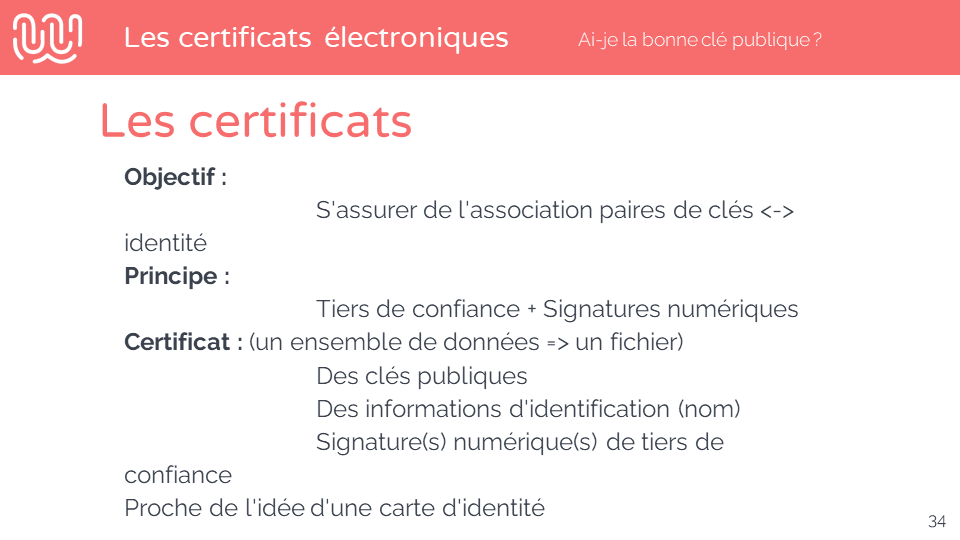 Les certificats électroniques
Ai-je la bonne clé publique ?
Les certificats
Objectif :
S'assurer de l'association paires de clés <->
identité
Principe :
Tiers de confiance + Signatures numériques
Certificat : (un ensemble de données => un fichier)
Des clés publiques
Des informations d'identification (nom)
Signature(s) numérique(s) de tiers de
confiance
Proche de l'idée d'une carte d'identité
34